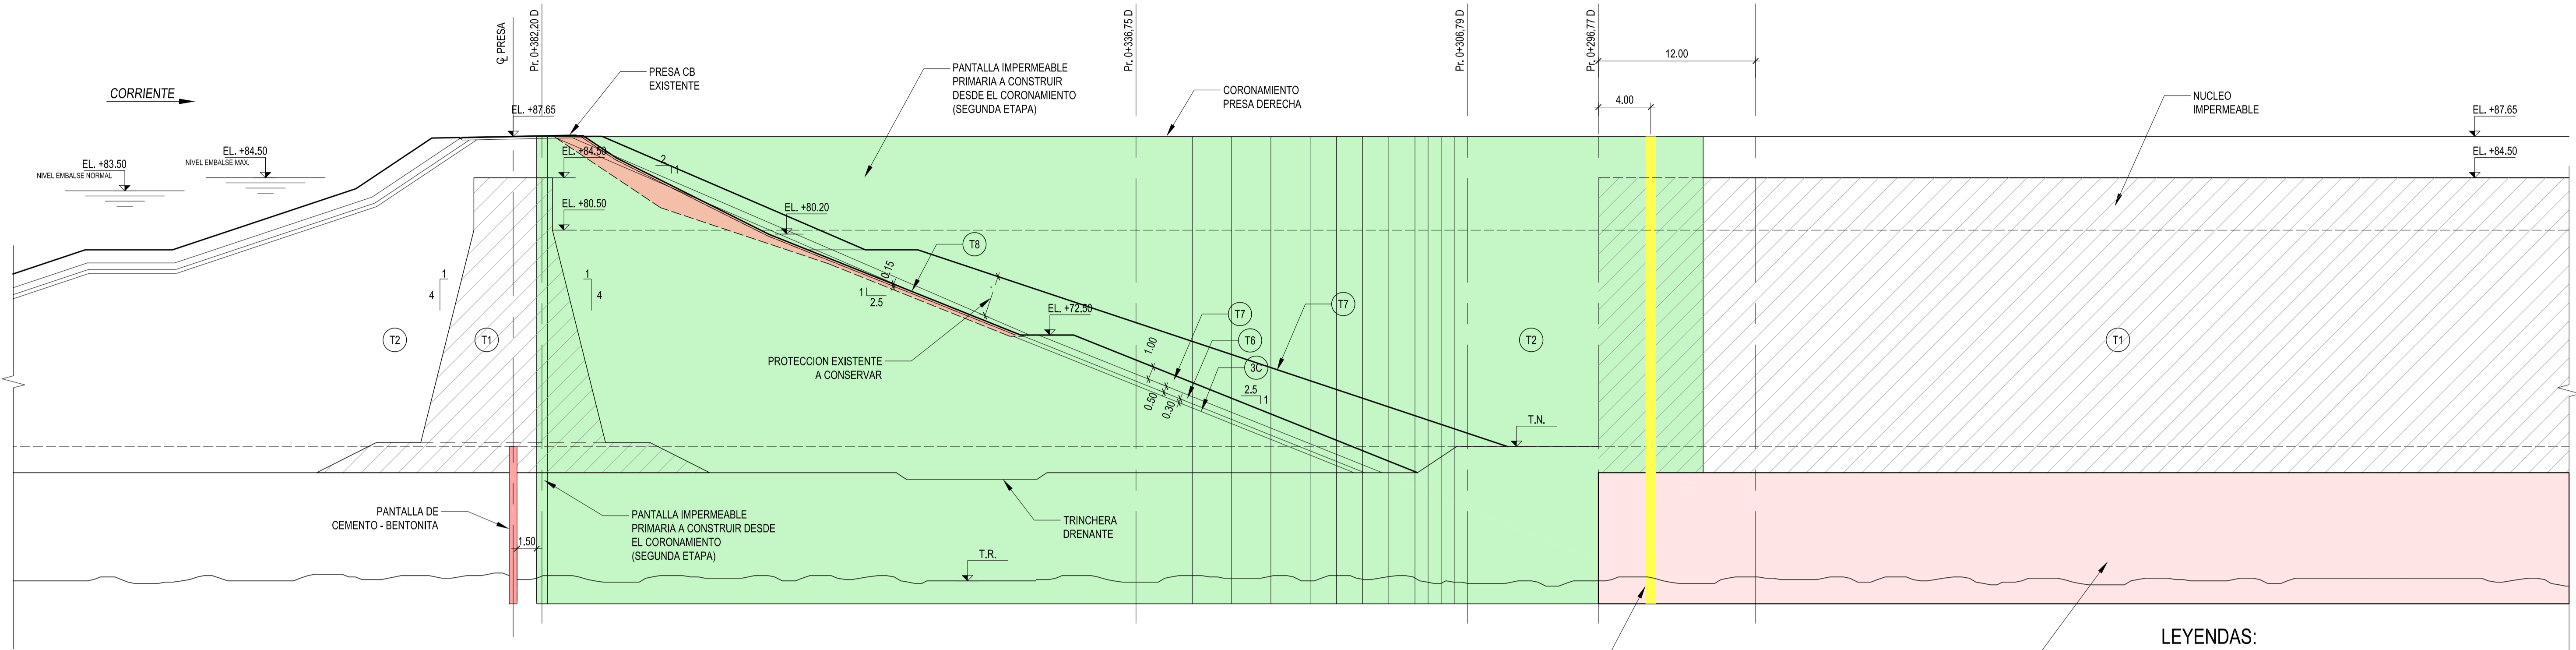 CORRIENTE
℄ PRESA
Pr. 0+382,20 D
Pr. 0+336,75 D
Pr. 0+306,79 D
Pr. 0+296,77 D
12.00
4.00
EL. +87.65
PRESA CB
EXISTENTE
PANTALLA IMPERMEABLE
PRIMARIA A CONSTRUIR
DESDE EL CORONAMIENTO
(SEGUNDA ETAPA)
CORONAMIENTO
PRESA DERECHA
NUCLEO
IMPERMEABLE
EL. +87.65
EL. +84.50
EL. +83.50
NIVEL EMBALSE NORMAL
EL. +84.50
NIVEL EMBALSE MAX.
EL. +84.50
2
1
EL. +80.50
EL. +80.20
T8
0.15
1
2.5
1
4
1
4
T2
T1
EL. +72.50
T7
T7
T6
3C
1.00
0.50
0.30
2.5
1
T2
T1
PROTECCION EXISTENTE
A CONSERVAR
T.N.
PANTALLA DE
CEMENTO - BENTONITA
1.50
PANTALLA IMPERMEABLE
PRIMARIA A CONSTRUIR DESDE
EL CORONAMIENTO
(SEGUNDA ETAPA)
TRINCHERA
DRENANTE
T.R.
LEYENDAS: